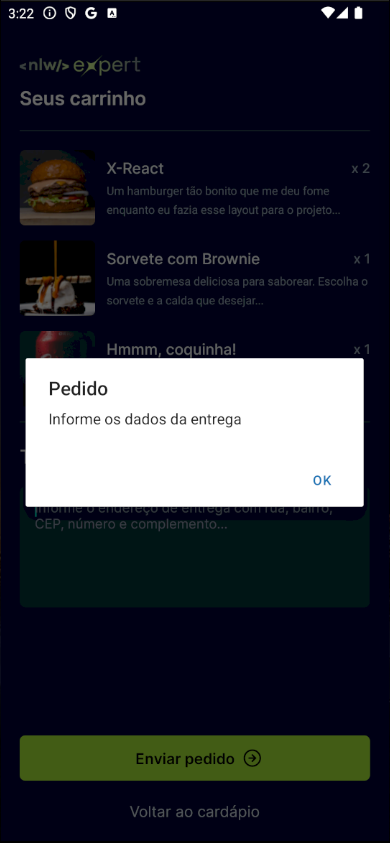 3:22
<nlw/> expert
Seus carrinho
X-React
x 2
Um hamburger tão bonito que me deu fome
enquanto eu fazia esse layout para o projeto...
Sorvete com Brownie
x 1
Uma sobremesa deliciosa para saborear. Escolha o
sorvete e a calda que desejar...
Hmmm, coquinha!
x 1
Pedido
Informe os dados da entrega
OK
Informe o endereço de entrega com rua, bairro,
CEP, número e complemento...
Enviar pedido
Voltar ao cardápio